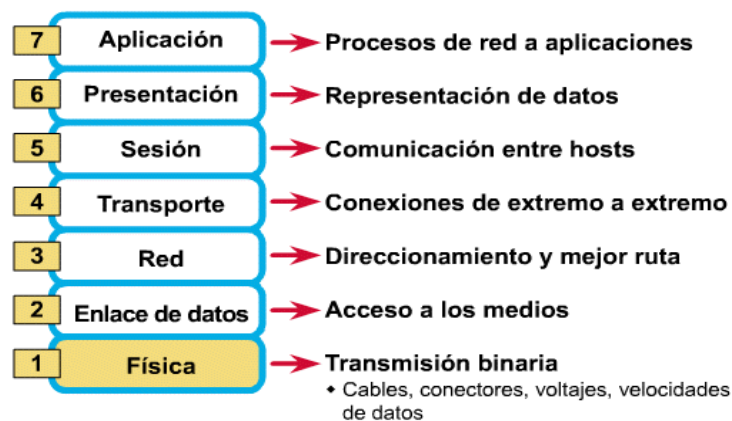 7 Aplicación Procesos de red a aplicaciones
6 Presentación Representación de datos
5 Sesión Comunicación entre hosts
4 Transporte Conexiones de extremo a extremo
3 Red Direccionamiento y mejor ruta
2 Enlace de datos Acceso a los medios
1 Física Transmisión binaria
Cables, conectores, voltajes, velocidades
de datos